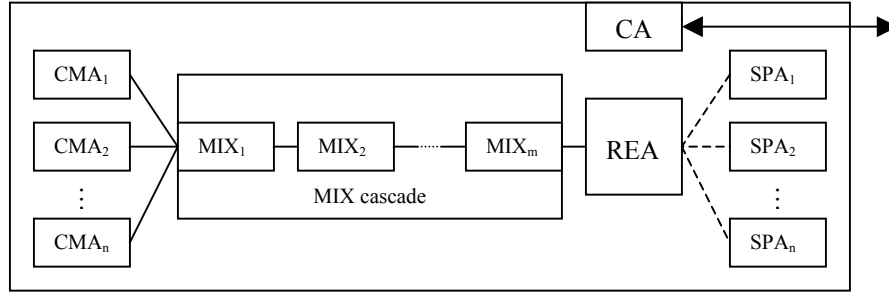 CA
CMA₁
SPA₁
CMA₂
MIX₁
MIX₂
MIXₘ
REA
SPA₂
MIX cascade
CMAₙ
SPAₙ